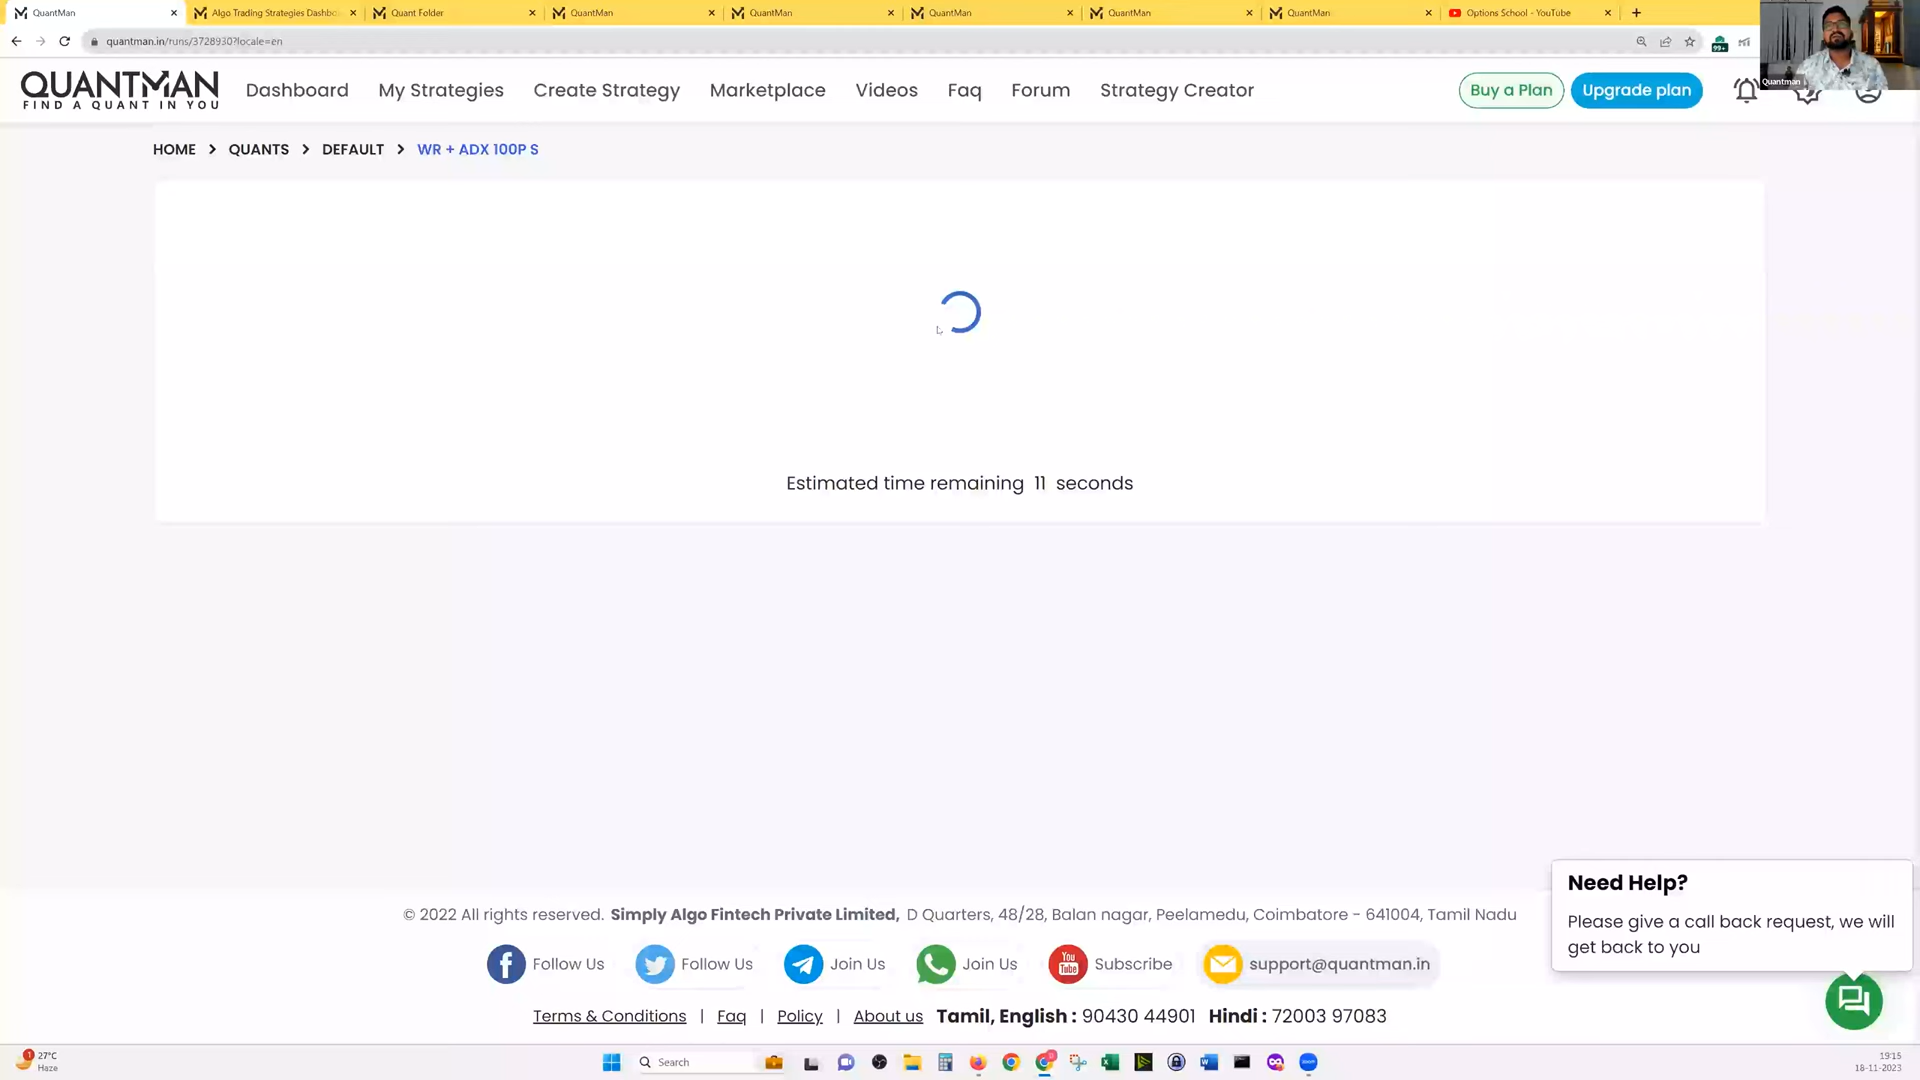 QuantMan
Algo Trading Strategies Dashbo
Quant Folder
QuantMan
QuantMan
QuantMan
QuantMan
QuantMan
Options School - YouTube
quantman.in/runs/3728930?locale=en
99+
QUANTMAN
FIND A QUANT IN YOU
Dashboard
My Strategies
Create Strategy
Marketplace
Videos
Faq
Forum
Strategy Creator
Buy a Plan
Upgrade plan
Quantman
HOME > QUANTS > DEFAULT > WR + ADX 100P S
Estimated time remaining 11 seconds
Need Help?
Please give a call back request, we will
get back to you
© 2022 All rights reserved. Simply Algo Fintech Private Limited, D Quarters, 48/28, Balan nagar, Peelamedu, Coimbatore - 641004, Tamil Nadu
Follow Us
Follow Us
Join Us
Join Us
You Tube
Subscribe
support@quantman.in
Terms & Conditions | Faq | Policy | About us Tamil, English : 90430 44901 Hindi : 72003 97083
1
27°C
Haze
Search
19:15
18-11-2023